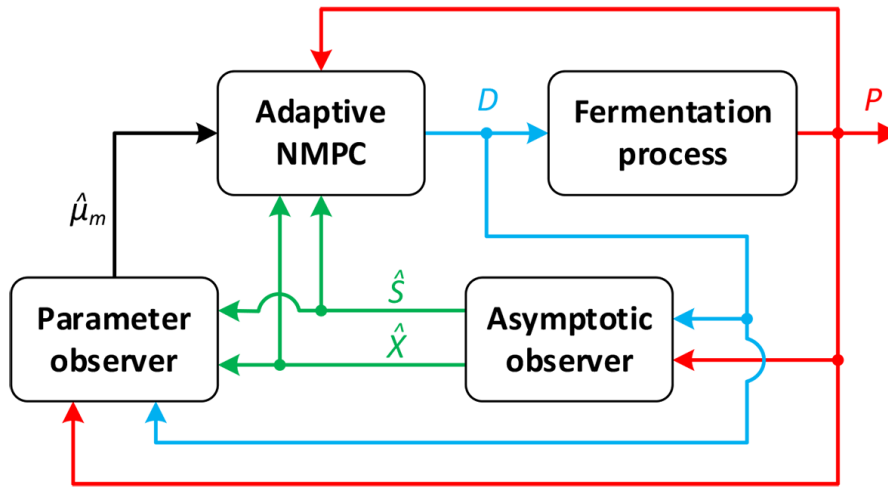 Adaptive
NMPC
D
Fermentation
process
P
μ̂ₘ
Parameter
observer
Ŝ
X̂
Asymptotic
observer